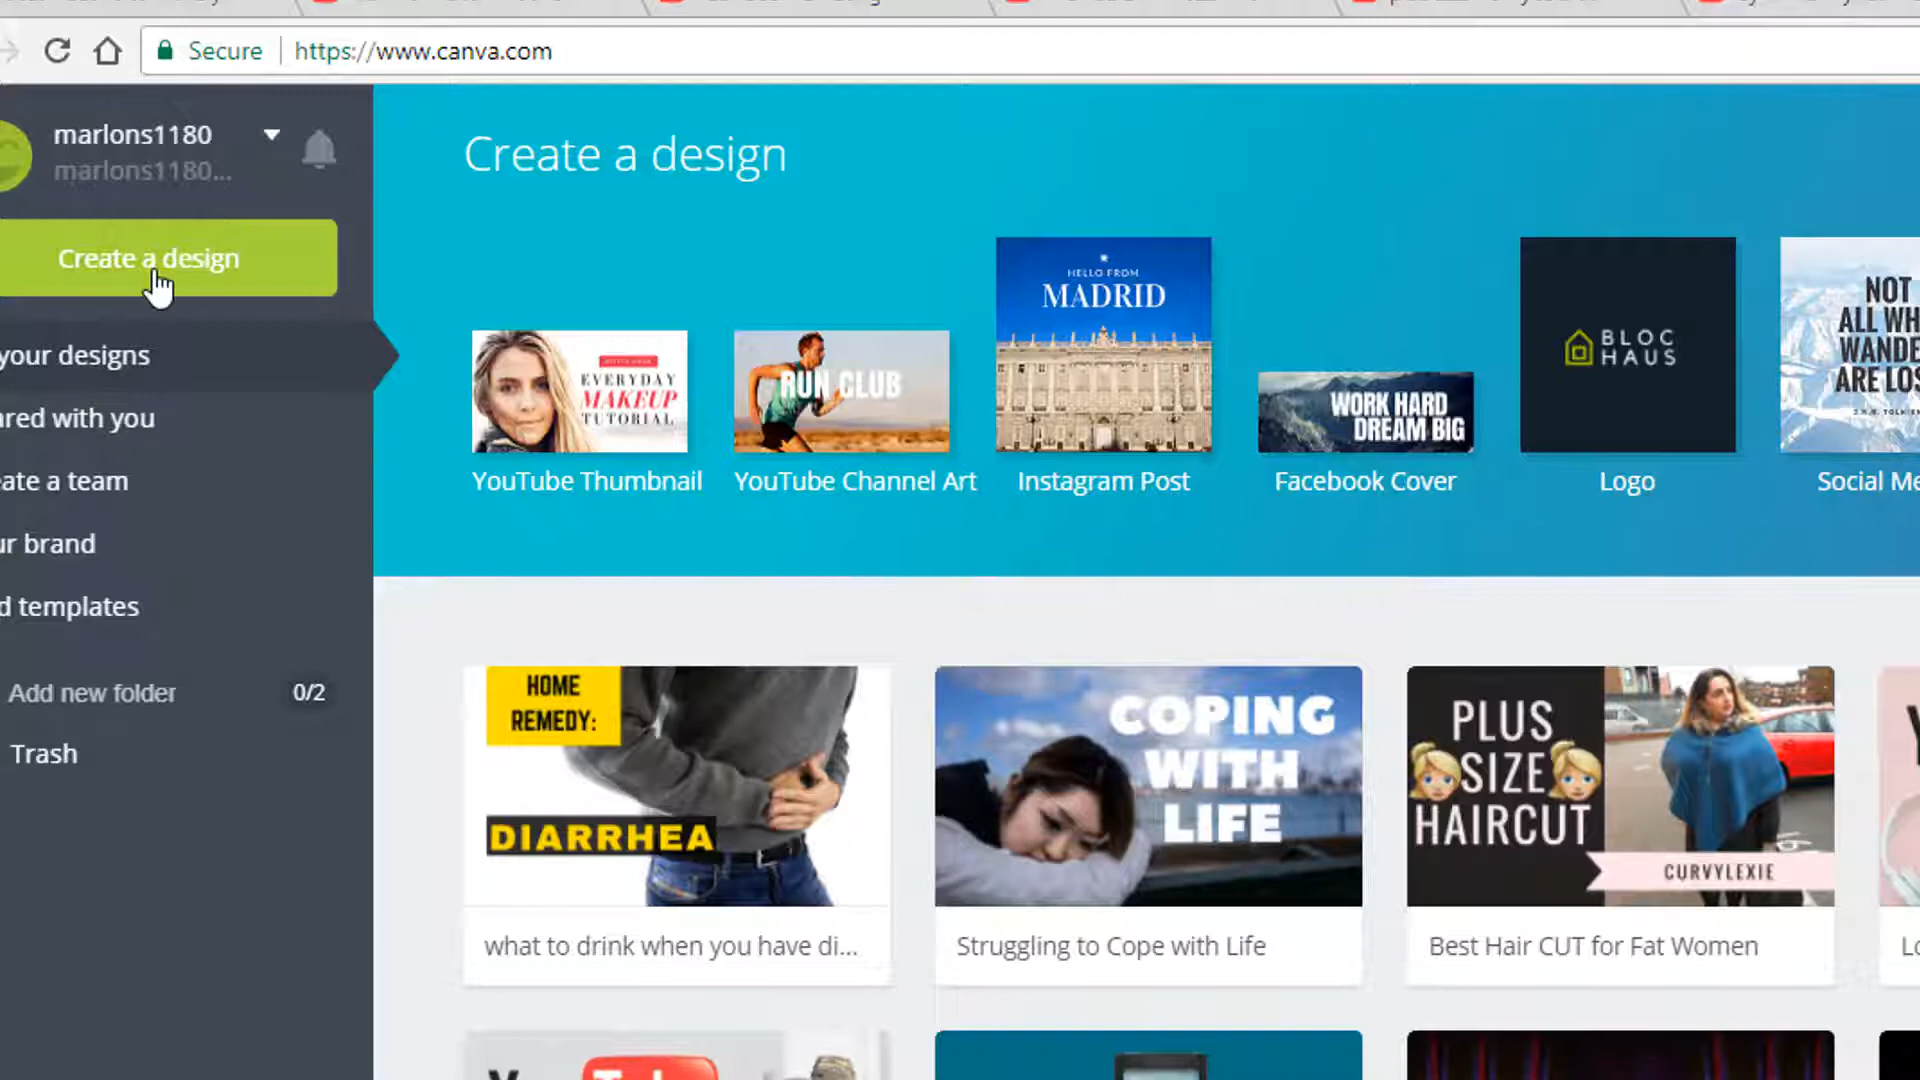 Secure
https://www.canva.com
marlons1180
marlons1180...
Create a design
your designs
ared with you
ate a team
ur brand
d templates
Add new folder
0/2
Trash
Create a design
EVERYDAY
MAKEUP
TUTORIAL
YouTube Thumbnail
RUN CLUB
YouTube Channel Art
HELLO FROM
MADRID
Instagram Post
WORK HARD
DREAM BIG
Facebook Cover
BLOC
HAUS
Logo
NOT
ALL WH
WANDE
ARE LOS
Social Me
HOME
REMEDY:
DIARRHEA
what to drink when you have di...
COPING
WITH
LIFE
Struggling to Cope with Life
PLUS
SIZE
HAIRCUT
CURVYLEXIE
Best Hair CUT for Fat Women